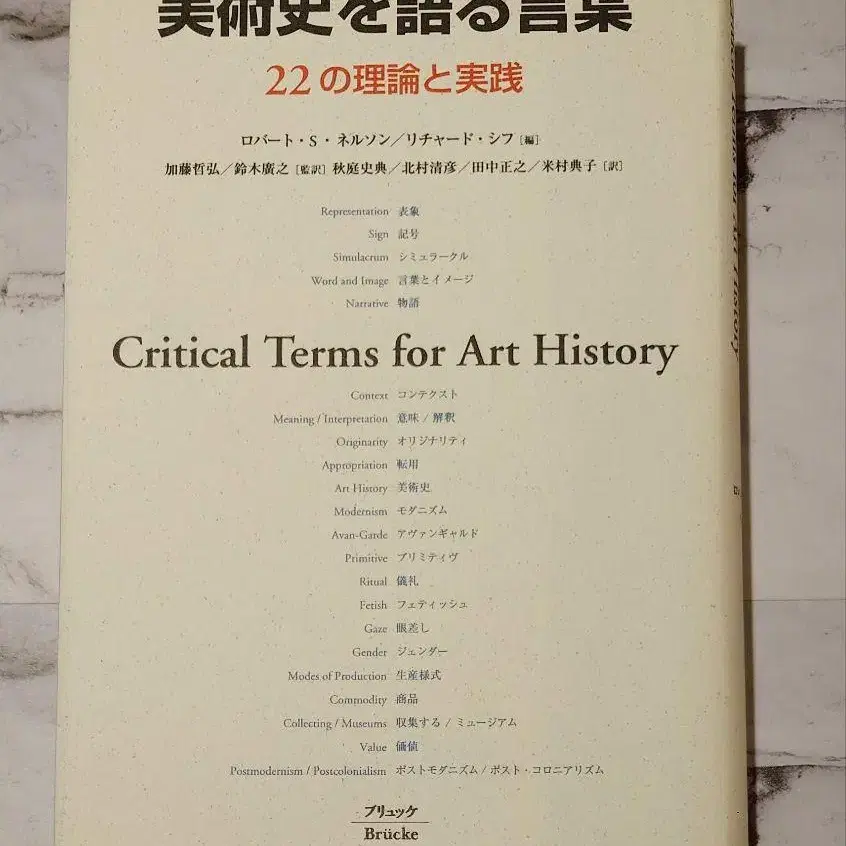 美術史を語る言葉
22の理論と実践
ロバート・S・ネルソン/リチャード・シフ[編]
加藤哲弘/鈴木廣之[監訳] 秋庭史典/北村清彦/田中正之/米村典子[訳]
Representation 表象
Sign 記号
Simulacrum シミュラークル
Word and Image 言葉とイメージ
Narrative 物語
Critical Terms for Art History
Context コンテクスト
Meaning / Interpretation 意味 / 解釈
Originarity オリジナリティ
Appropriation 転用
Art History 美術史
Modernism モダニズム
Avan-Garde アヴァンギャルド
Primitive プリミティヴ
Ritual 儀礼
Fetish フェティッシュ
Gaze 眼差し
Gender ジェンダー
Modes of Production 生産様式
Commodity 商品
Collecting / Museums 収集する / ミュージアム
Value 価値
Postmodernism / Postcolonialism ポストモダニズム / ポスト・コロニアリズム
ブリュッケ
Brücke
Art History